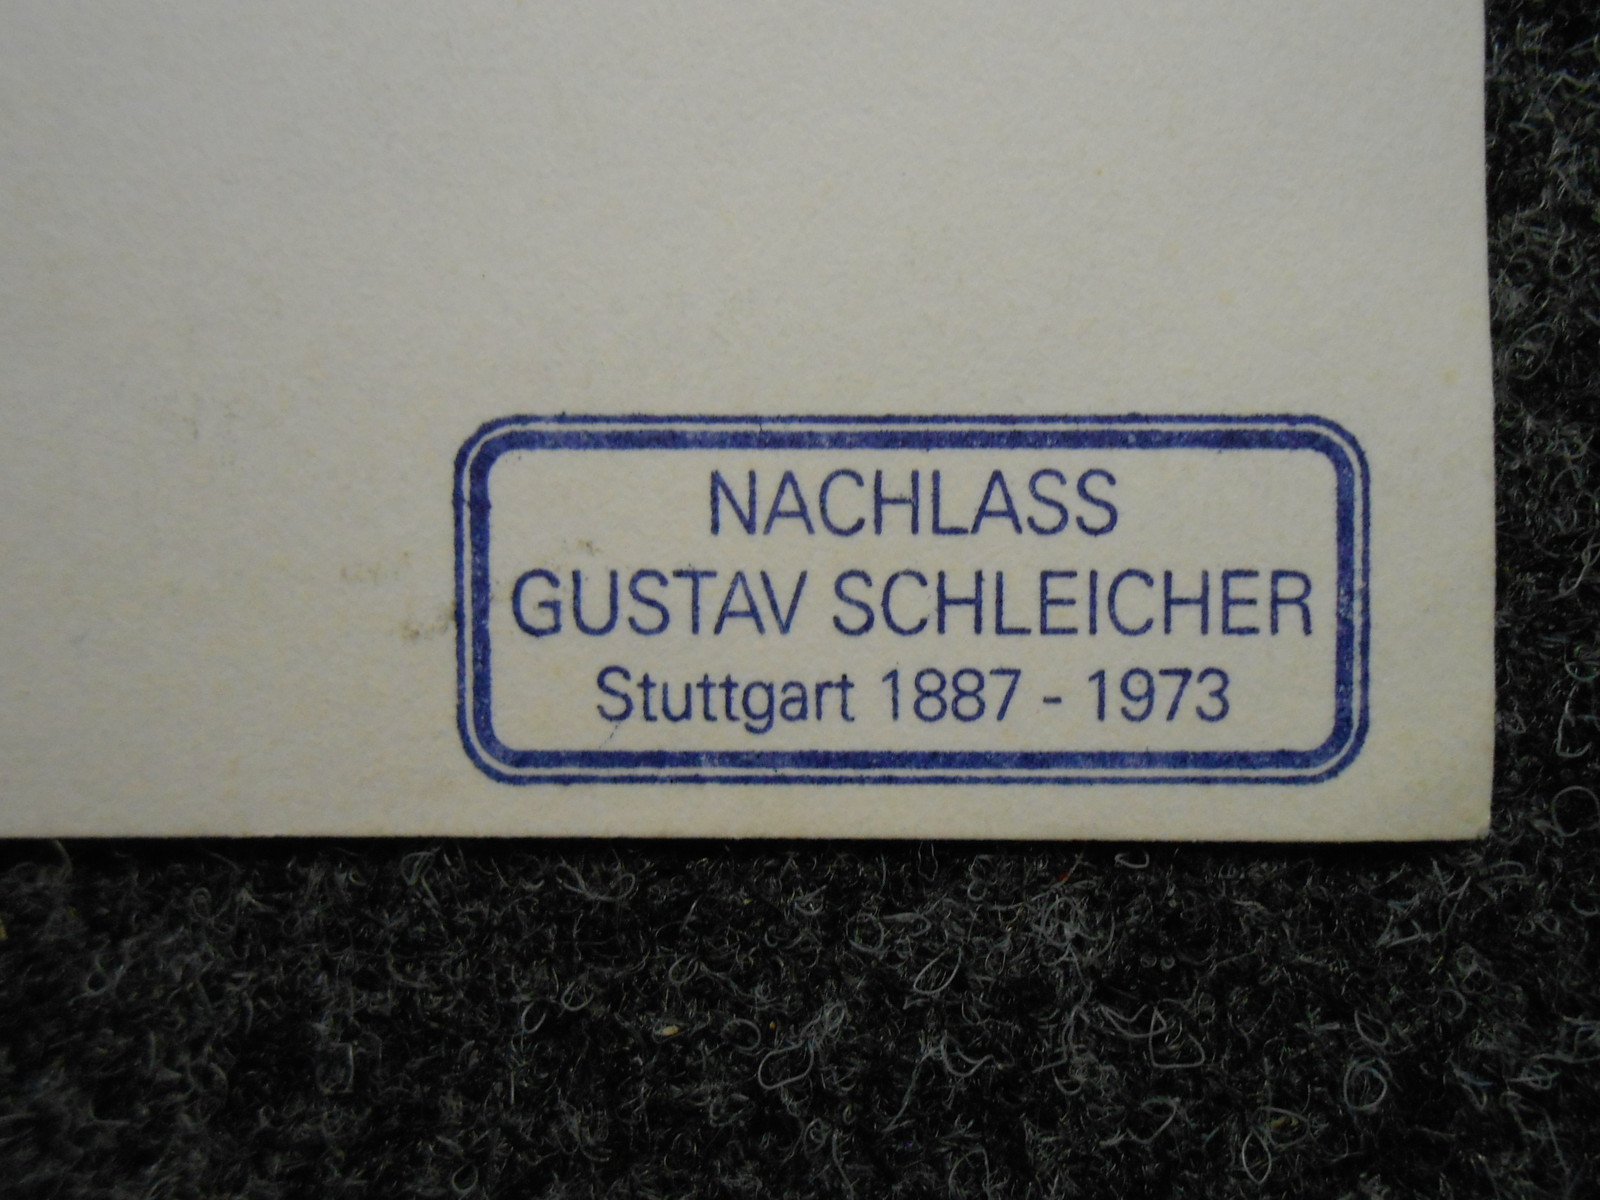 NACHLASS
GUSTAV SCHLEICHER
Stuttgart 1887 - 1973